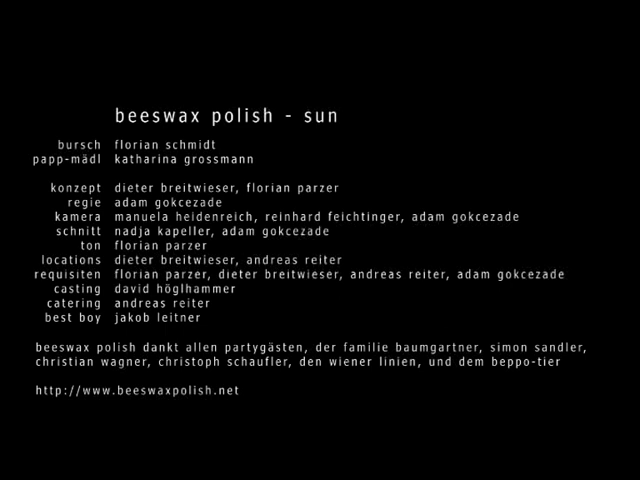 beeswax polish - sun
bursch florian schmidt
papp-mädl katharina grossmann
konzept dieter breitwieser, florian parzer
regie adam gokcezade
kamera manuela heidenreich, reinhard feichtinger, adam gokcezade
schnitt nadja kapeller, adam gokcezade
ton florian parzer
locations dieter breitwieser, andreas reiter
requisiten florian parzer, dieter breitwieser, andreas reiter, adam gokcezade
casting david höglhammer
catering andreas reiter
best boy jakob leitner
beeswax polish dankt allen partygästen, der familie baumgartner, simon sandler,
christian wagner, christoph schaufler, den wiener linien, und dem beppo-tier
http://www.beeswaxpolish.net